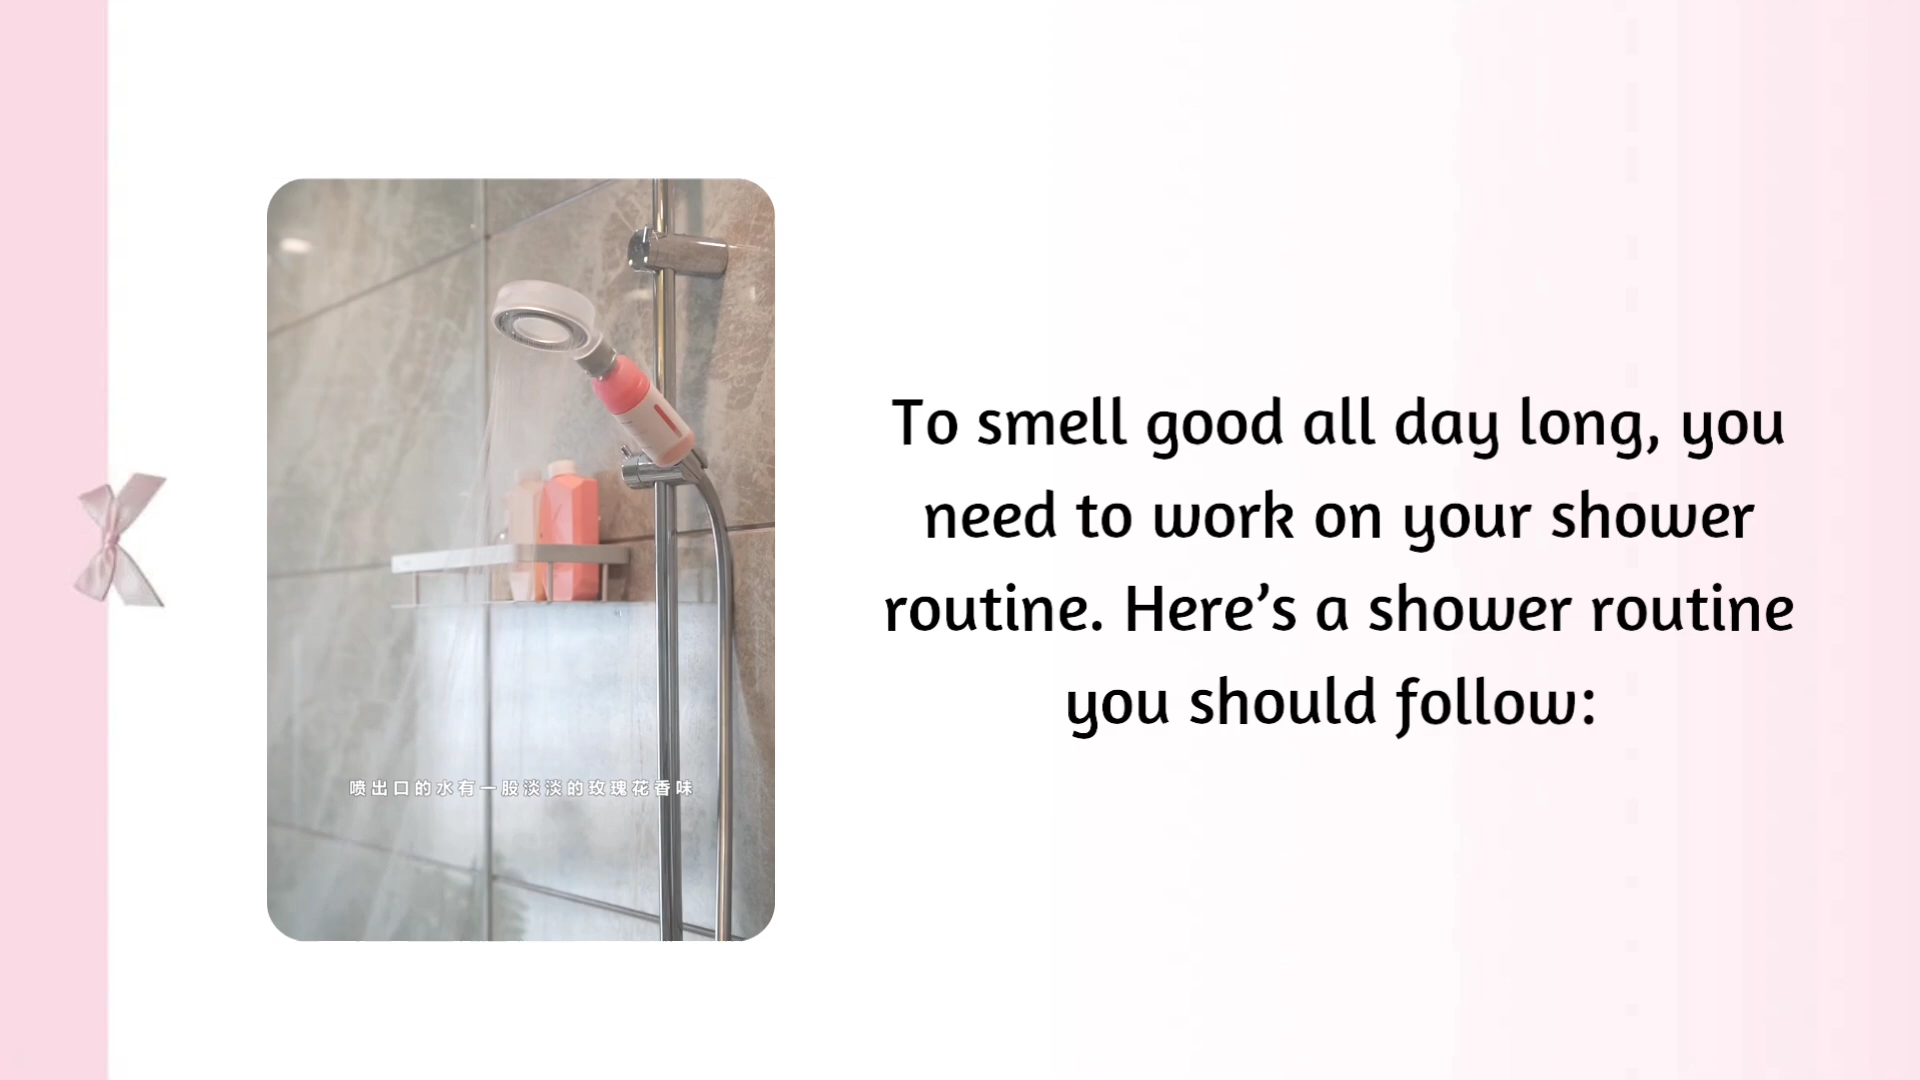 To smell good all day long, you
need to work on your shower
routine. Here’s a shower routine
you should follow:
喷出口的水有一股淡淡的玫瑰花香味